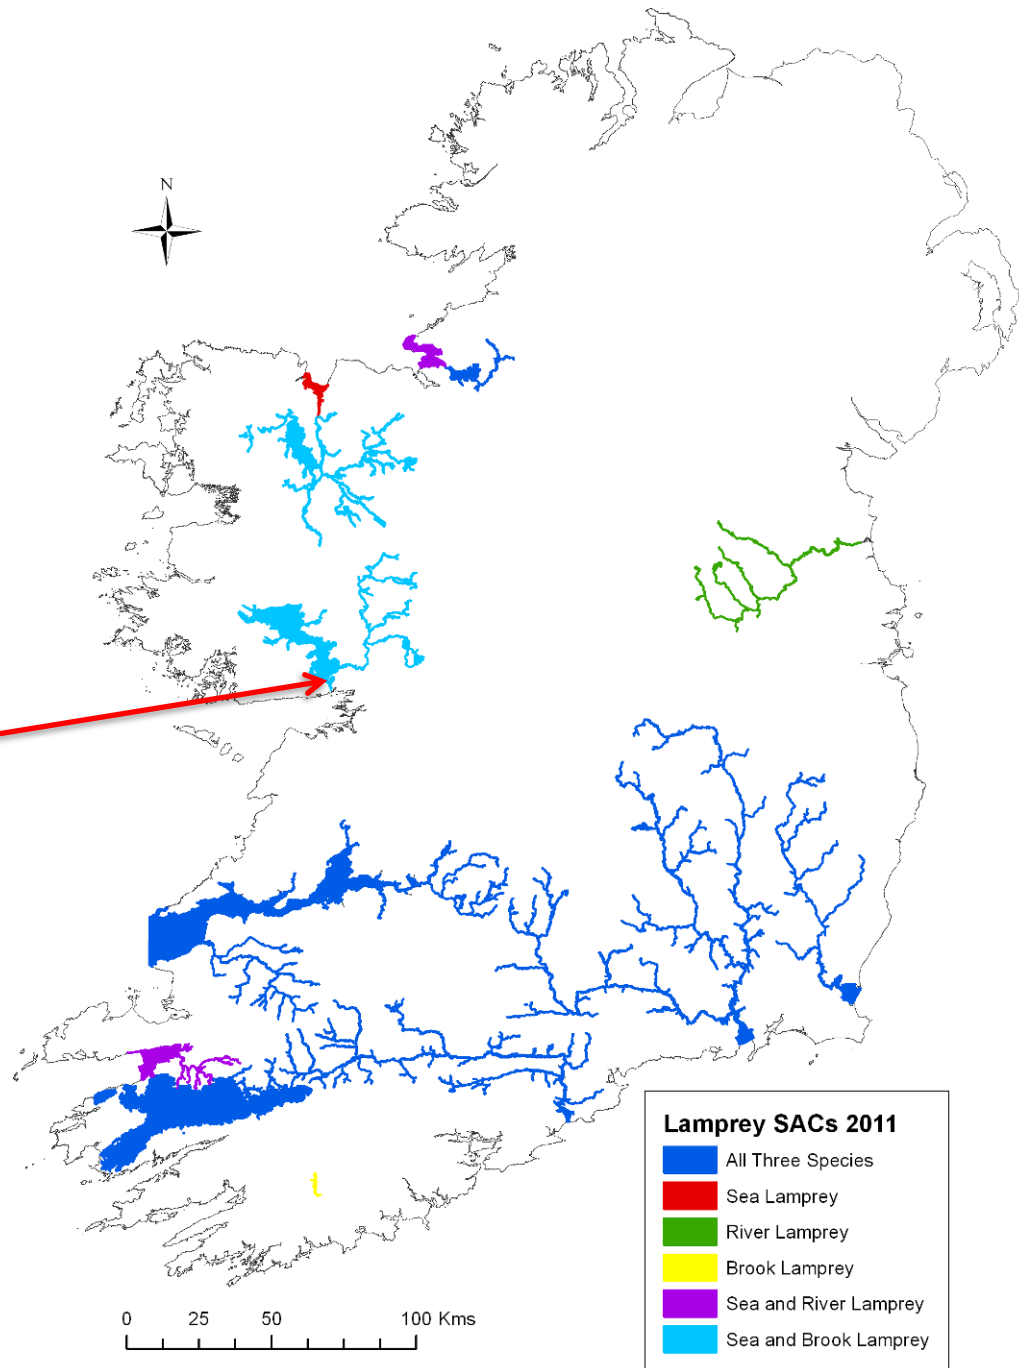 N
Lamprey SACs 2011
All Three Species
Sea Lamprey
River Lamprey
Brook Lamprey
Sea and River Lamprey
Sea and Brook Lamprey
0 25 50 100 Kms